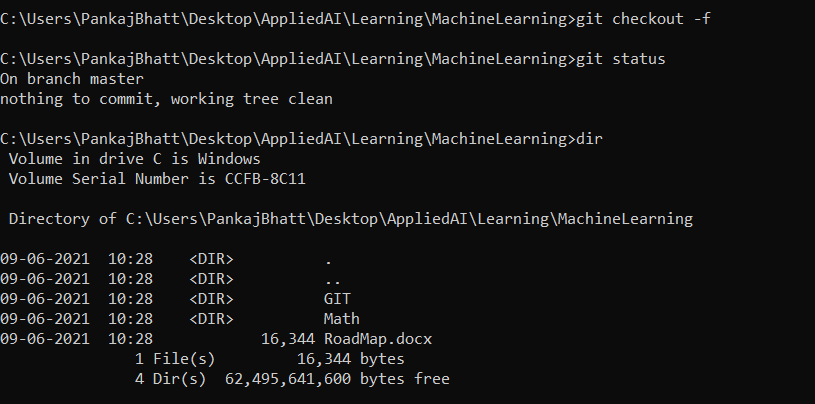 C:\Users\PankajBhatt\Desktop\AppliedAI\Learning\MachineLearning>git checkout -f
C:\Users\PankajBhatt\Desktop\AppliedAI\Learning\MachineLearning>git status
On branch master
nothing to commit, working tree clean
C:\Users\PankajBhatt\Desktop\AppliedAI\Learning\MachineLearning>dir
 Volume in drive C is Windows
 Volume Serial Number is CCFB-8C11
 Directory of C:\Users\PankajBhatt\Desktop\AppliedAI\Learning\MachineLearning
09-06-2021  10:28    <DIR>          .
09-06-2021  10:28    <DIR>          ..
09-06-2021  10:28    <DIR>          GIT
09-06-2021  10:28    <DIR>          Math
09-06-2021  10:28            16,344 RoadMap.docx
               1 File(s)         16,344 bytes
               4 Dir(s)  62,495,641,600 bytes free